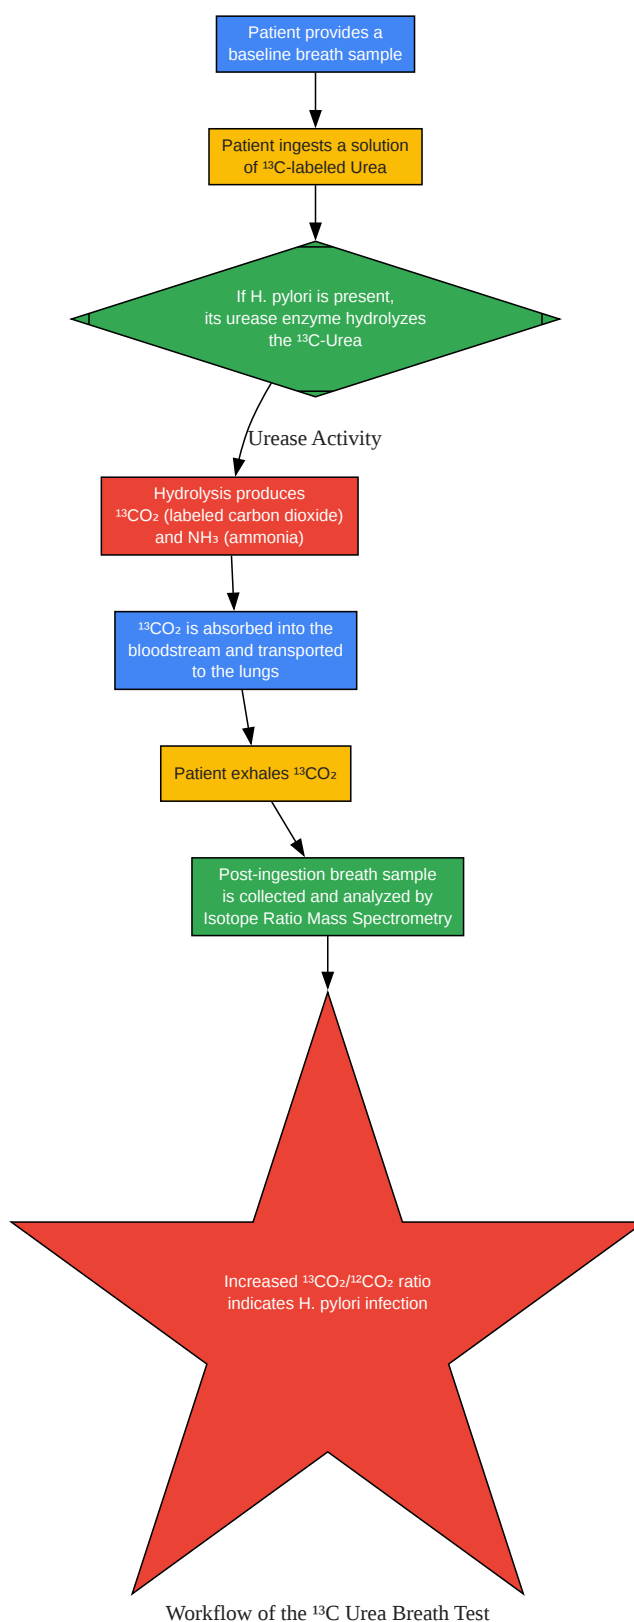 Patient provides a
baseline breath sample
Patient ingests a solution
of ¹³C-labeled Urea
If H. pylori is present,
its urease enzyme hydrolyzes
the ¹³C-Urea
Urease Activity
Hydrolysis produces
¹³CO₂ (labeled carbon dioxide)
and NH₃ (ammonia)
¹³CO₂ is absorbed into the
bloodstream and transported
to the lungs
Patient exhales ¹³CO₂
Post-ingestion breath sample
is collected and analyzed by
Isotope Ratio Mass Spectrometry
Increased ¹³CO₂/¹²CO₂ ratio
indicates H. pylori infection
Workflow of the ¹³C Urea Breath Test